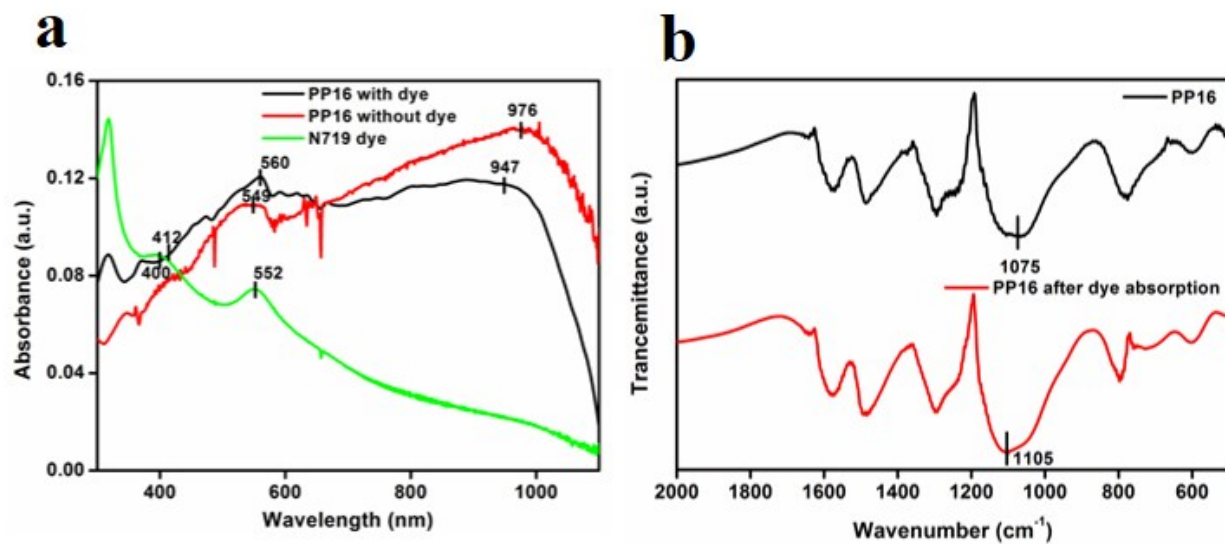 a
b
0.16
0.12
0.08
0.04
0.00
Absorbance (a.u.)
PP16 with dye
PP16 without dye
N719 dye
976
560
947
549
412
400
552
400
600
800
1000
Wavelength (nm)
Trancemittance (a.u.)
PP16
1075
PP16 after dye absorption
1105
2000
1800
1600
1400
1200
1000
800
600
Wavenumber (cm⁻¹)